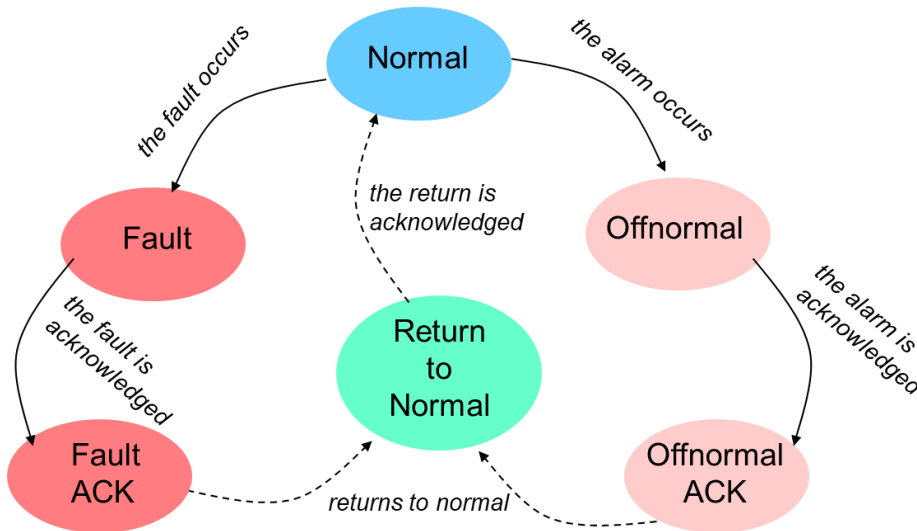 Normal
the fault occurs
the alarm occurs
the return is
acknowledged
Fault
Offnormal
the fault is
acknowledged
Return
to
Normal
the alarm is
acknowledged
Fault
ACK
returns to normal
Offnormal
ACK